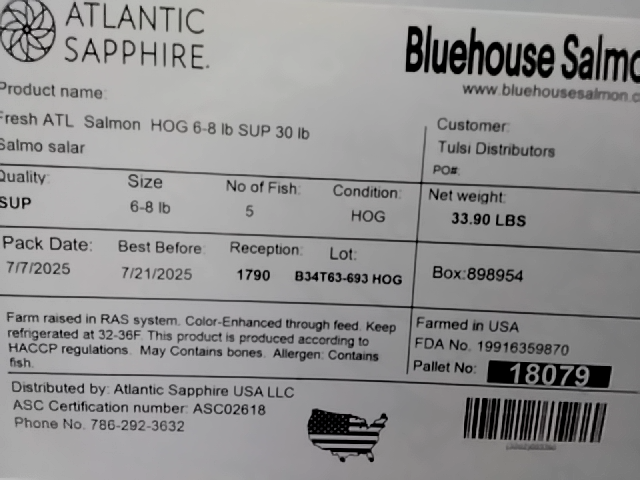 ATLANTIC
SAPPHIRE.
Bluehouse Salmo
www.bluehousesalmon.c
Product name:
Fresh ATL Salmon HOG 6-8 lb SUP 30 lb
Salmo salar
Customer:
Tulsi Distributors
PO#:
Quality: Size No of Fish: Condition:
SUP 6-8 lb 5 HOG
Net weight:
33.90 LBS
Pack Date: Best Before: Reception: Lot:
7/7/2025 7/21/2025 1790 B34T63-693 HOG
Box:898954
Farm raised in RAS system. Color-Enhanced through feed. Keep
refrigerated at 32-36F. This product is produced according to
HACCP regulations. May Contains bones. Allergen: Contains
fish.
Farmed in USA
FDA No. 19916359870
Pallet No: 18079
Distributed by: Atlantic Sapphire USA LLC
ASC Certification number: ASC02618
Phone No. 786-292-3632